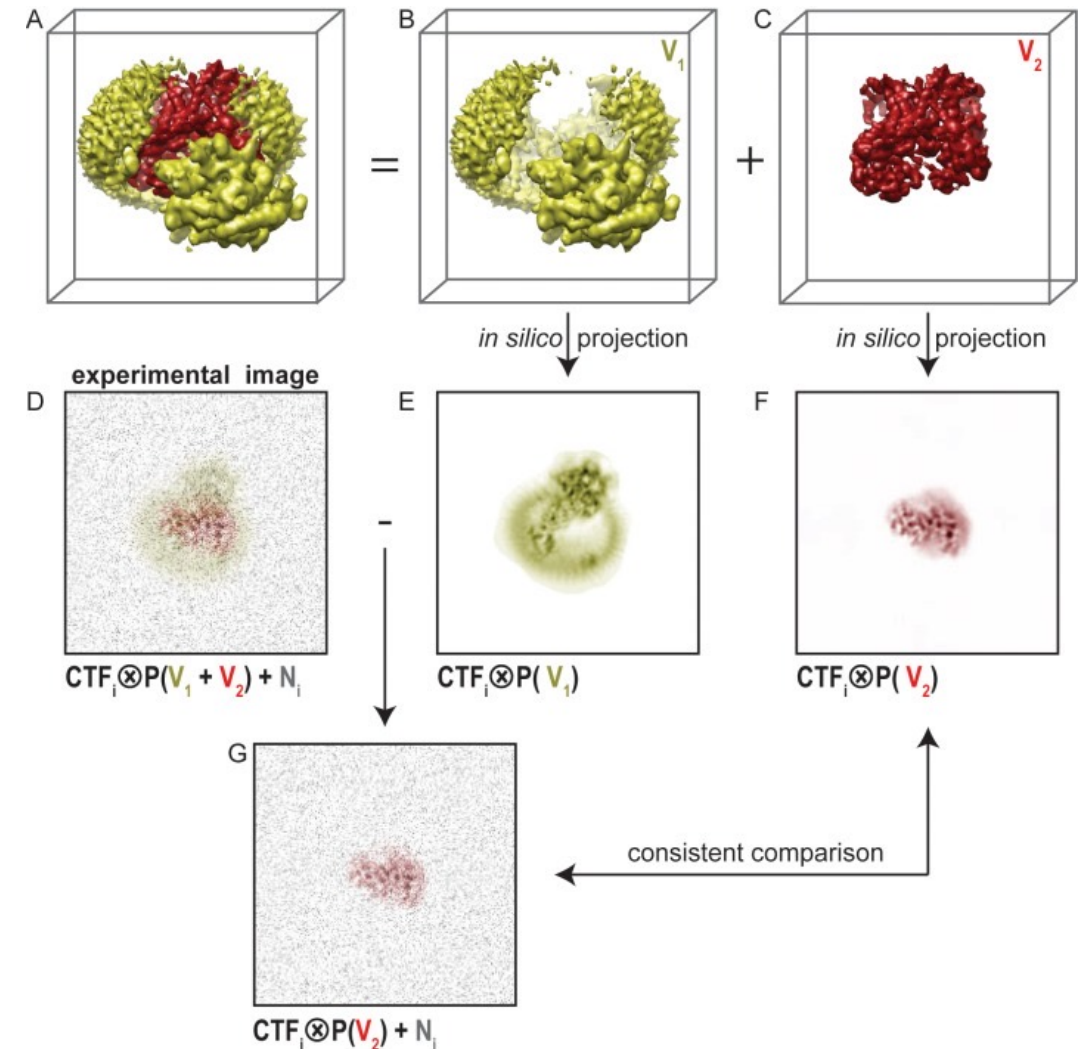 A
B
V₁
C
V₂
=
+
in silico projection
in silico projection
experimental image
D
E
F
-
CTFᵢ⊗P(V₁ + V₂) + Nᵢ
CTFᵢ⊗P( V₁)
CTFᵢ⊗P( V₂)
G
consistent comparison
CTFᵢ⊗P(V₂) + Nᵢ